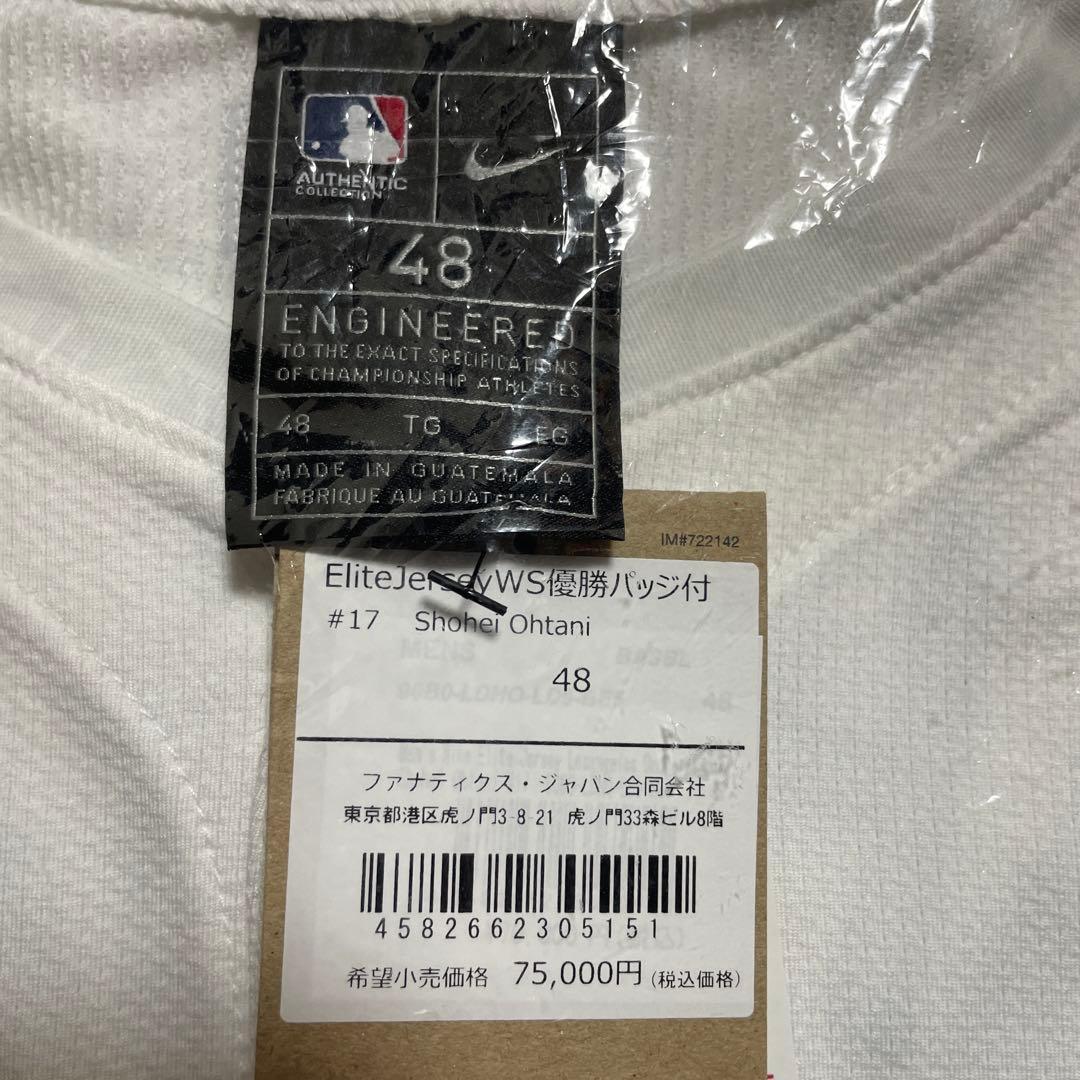 AUTHENTIC
COLLECTION
48
ENGINEERED
TO THE EXACT SPECIFICATIONS
OF CHAMPIONSHIP ATHLETES
48 TG EG
MADE IN GUATEMALA
FABRIQUE AU GUATEMALA
IM#722142
EliteJerseyWS優勝パッジ付
#17 Shohei Ohtani
48
ファナティクス・ジャパン合同会社
東京都港区虎ノ門3-8-21 虎ノ門33森ビル8階
4582662305151
希望小売価格 75,000円(税込価格)